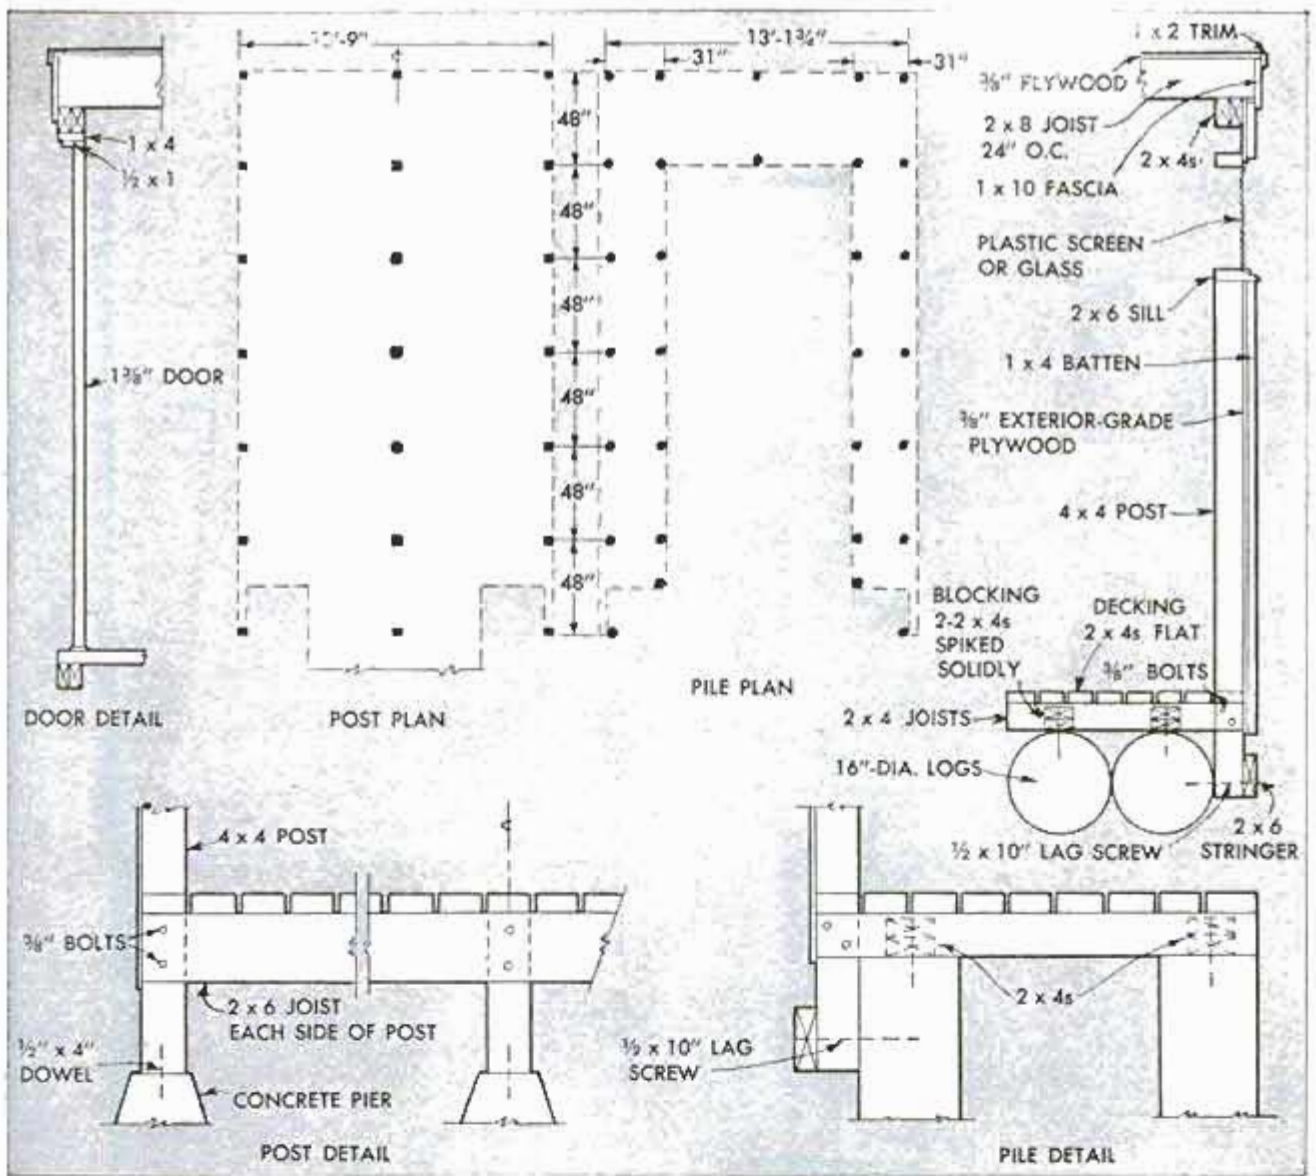 13'-1¾"
31"
31"
1 x 2 TRIM
⅜" PLYWOOD
2 x 8 JOIST
24" O.C.
2 x 4s
1 x 10 FASCIA
1 x 4
½ x 1
48"
48"
48"
48"
48"
48"
PLASTIC SCREEN
OR GLASS
2 x 6 SILL
1 x 4 BATTEN
1⅜" DOOR
⅜" EXTERIOR-GRADE
PLYWOOD
4 x 4 POST
BLOCKING
2-2 x 4s
SPIKED
SOLIDLY
DECKING
2 x 4s FLAT
⅜" BOLTS
DOOR DETAIL
POST PLAN
PILE PLAN
2 x 4 JOISTS
16"-DIA. LOGS
½ x 10" LAG SCREW
2 x 6
STRINGER
4 x 4 POST
⅜" BOLTS
2 x 6 JOIST
EACH SIDE OF POST
½" x 4"
DOWEL
CONCRETE PIER
POST DETAIL
2 x 4s
½ x 10" LAG
SCREW
PILE DETAIL